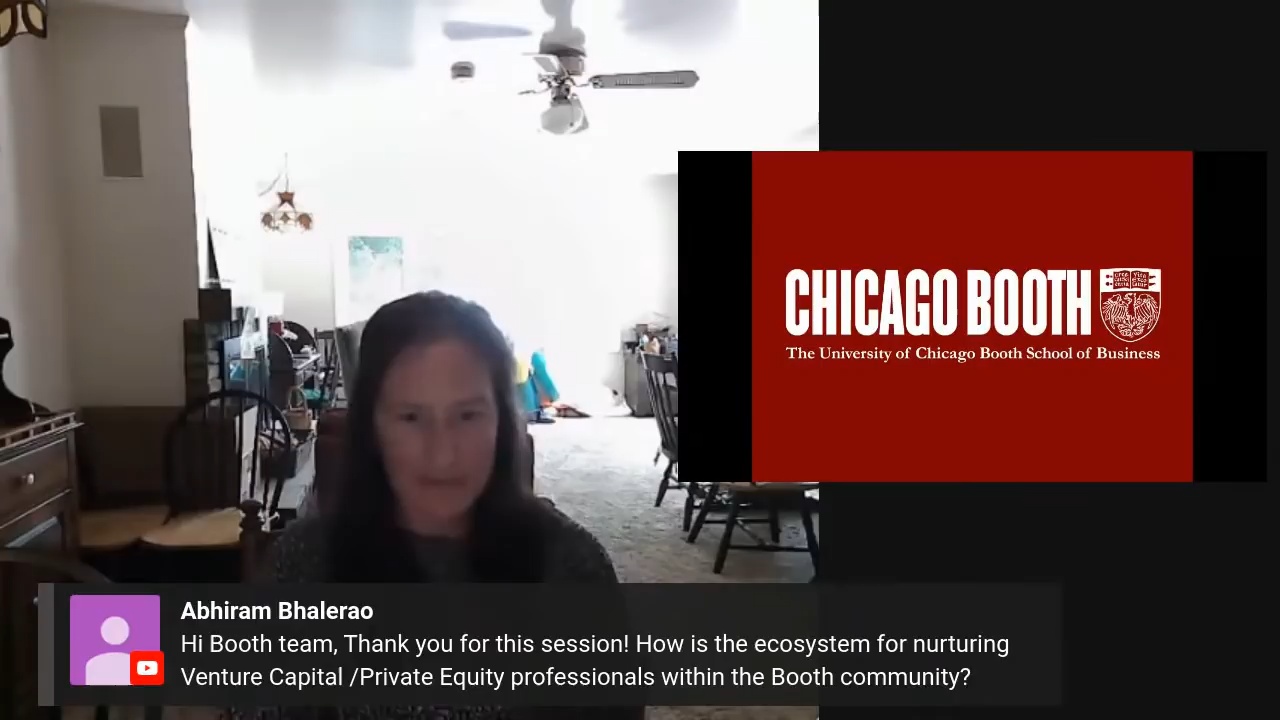 CHICAGO BOOTH
The University of Chicago Booth School of Business
Abhiram Bhalerao
Hi Booth team, Thank you for this session! How is the ecosystem for nurturing
Venture Capital /Private Equity professionals within the Booth community?